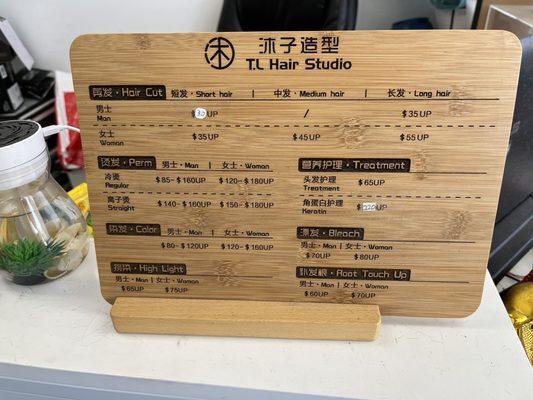 沐子造型
T.L Hair Studio
剪发·Hair Cut 短发·Short hair | 中发·Medium hair | 长发·Long hair
男士 Man $30UP / $35UP
女士 Woman $35UP $45UP $55UP
烫发·Perm 男士·Man | 女士·Woman
冷烫 Regular $85-$160UP $120-$180UP
离子烫 Straight $140-$160UP $150-$180UP
染发·Color 男士·Man | 女士·Woman
$80-$120UP $120-$160UP
挑染·High Light 男士·Man | 女士·Woman
$65UP $75UP
营养护理·Treatment
头发护理 Treatment $65UP
角蛋白护理 Keratin $220UP
漂发·Bleach
男士·Man | 女士·Woman
$70UP $80UP
补发根·Root Touch Up
男士·Man | 女士·Woman
$60UP $70UP